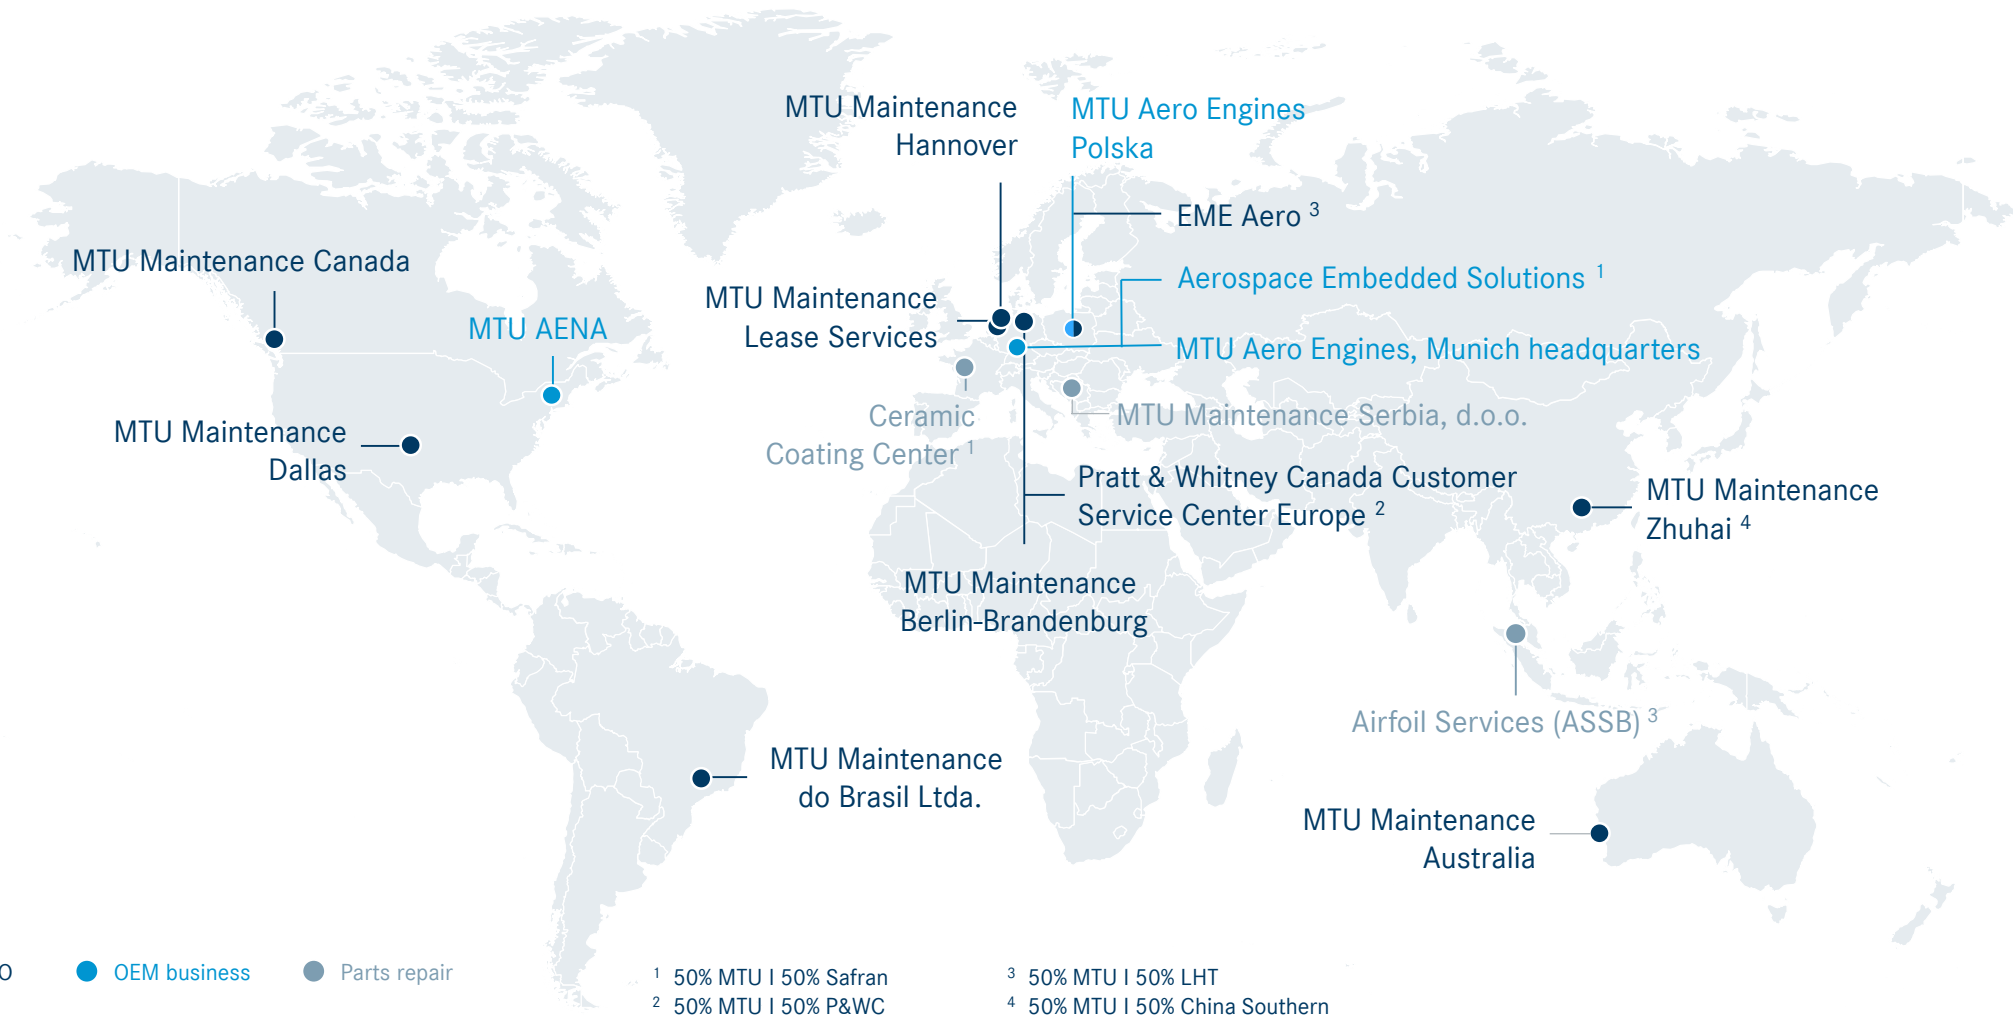 MTU Maintenance
Hannover
MTU Aero Engines
Polska
EME Aero 3
MTU Maintenance Canada
Aerospace Embedded Solutions 1
MTU Maintenance
Lease Services
MTU AENA
MTU Aero Engines, Munich headquarters
Ceramic
Coating Center 1
MTU Maintenance Serbia, d.o.o.
MTU Maintenance
Dallas
Pratt & Whitney Canada Customer
Service Center Europe 2
MTU Maintenance
Zhuhai 4
MTU Maintenance
Berlin-Brandenburg
Airfoil Services (ASSB) 3
MTU Maintenance
do Brasil Ltda.
MTU Maintenance
Australia
O
OEM business
Parts repair
1 50% MTU I 50% Safran
2 50% MTU I 50% P&WC
3 50% MTU I 50% LHT
4 50% MTU I 50% China Southern